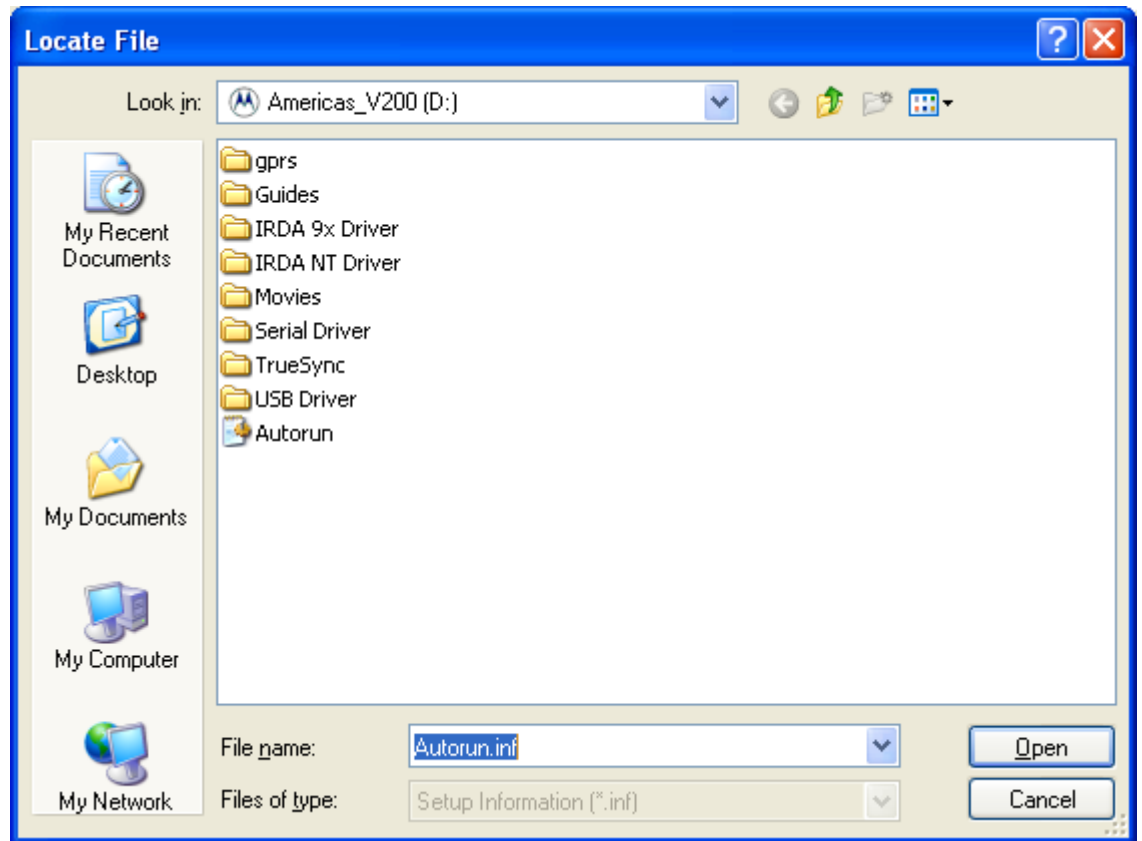 Locate File
Look in:
Americas_V200 (D:)
My Recent
Documents
Desktop
My Documents
My Computer
My Network
gprs
Guides
IRDA 9x Driver
IRDA NT Driver
Movies
Serial Driver
TrueSync
USB Driver
Autorun
File name:
Autorun.inf
Open
Files of type:
Setup Information (*.inf)
Cancel